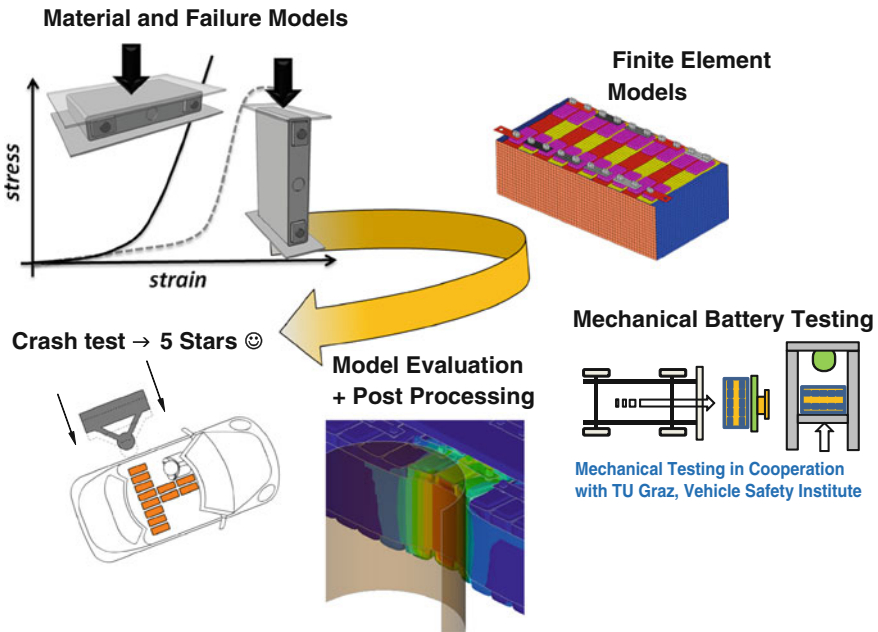 Material and Failure Models
stress
strain
Finite Element
Models
Mechanical Battery Testing
Mechanical Testing in Cooperation
with TU Graz, Vehicle Safety Institute
Model Evaluation
+ Post Processing
Crash test → 5 Stars ☺